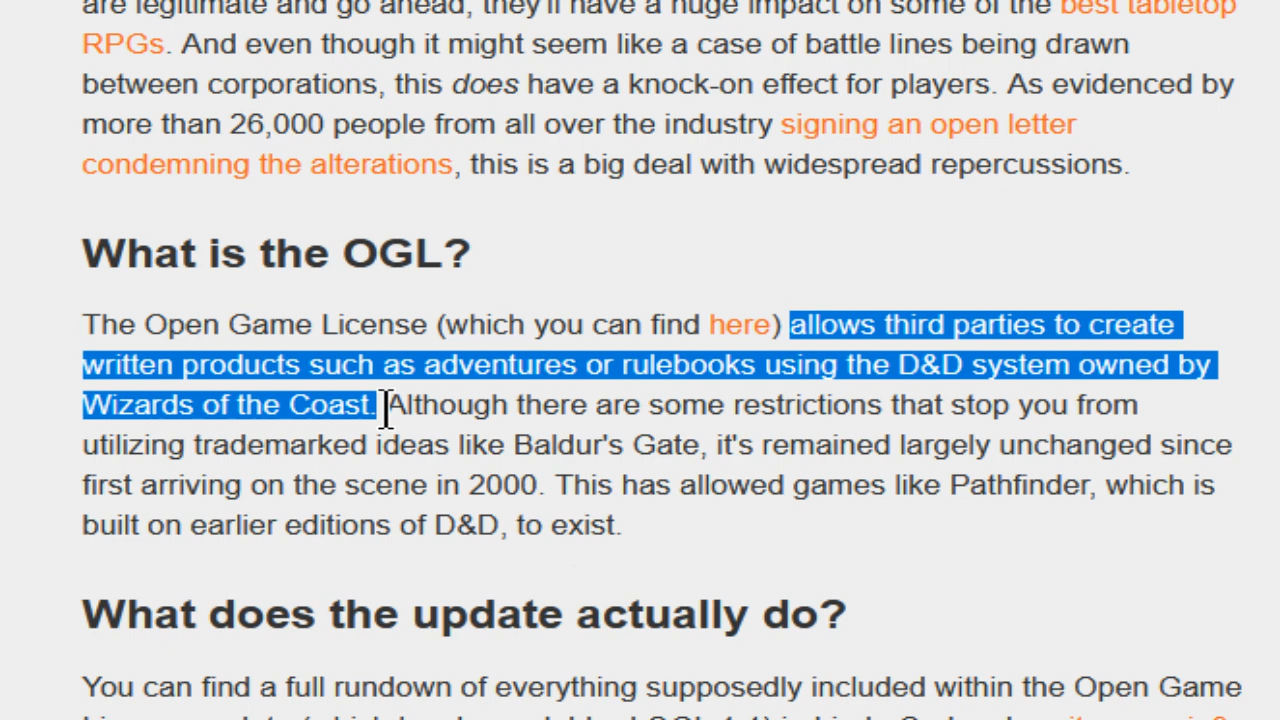 are legitimate and go ahead, they'll have a huge impact on some of the best tabletop
RPGs. And even though it might seem like a case of battle lines being drawn
between corporations, this does have a knock-on effect for players. As evidenced by
more than 26,000 people from all over the industry signing an open letter
condemning the alterations, this is a big deal with widespread repercussions.
What is the OGL?
The Open Game License (which you can find here) allows third parties to create
written products such as adventures or rulebooks using the D&D system owned by
Wizards of the Coast. Although there are some restrictions that stop you from
utilizing trademarked ideas like Baldur's Gate, it's remained largely unchanged since
first arriving on the scene in 2000. This has allowed games like Pathfinder, which is
built on earlier editions of D&D, to exist.
What does the update actually do?
You can find a full rundown of everything supposedly included within the Open Game